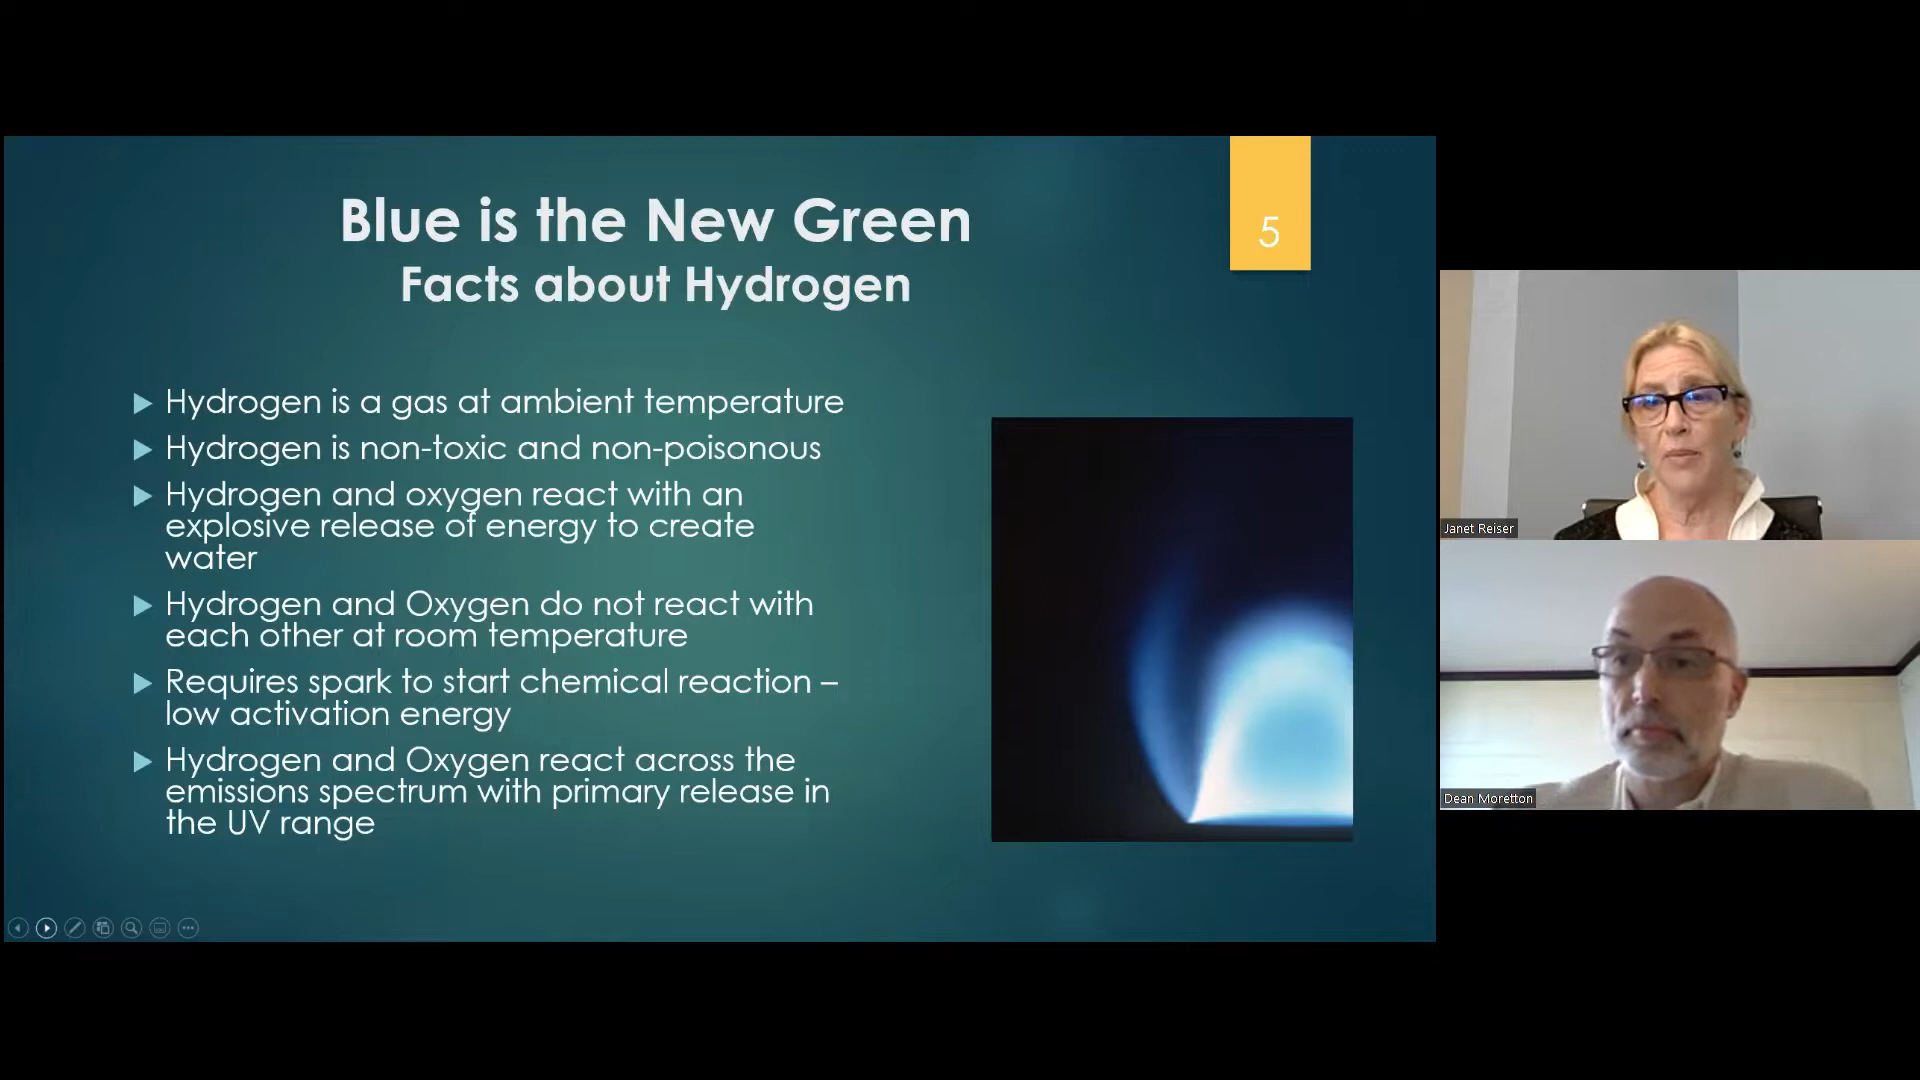 Blue is the New Green
Facts about Hydrogen
5
Hydrogen is a gas at ambient temperature
Hydrogen is non-toxic and non-poisonous
Hydrogen and oxygen react with an
explosive release of energy to create
water
Hydrogen and Oxygen do not react with
each other at room temperature
Requires spark to start chemical reaction –
low activation energy
Hydrogen and Oxygen react across the
emissions spectrum with primary release in
the UV range
Janet Reiser
Dean Moretton